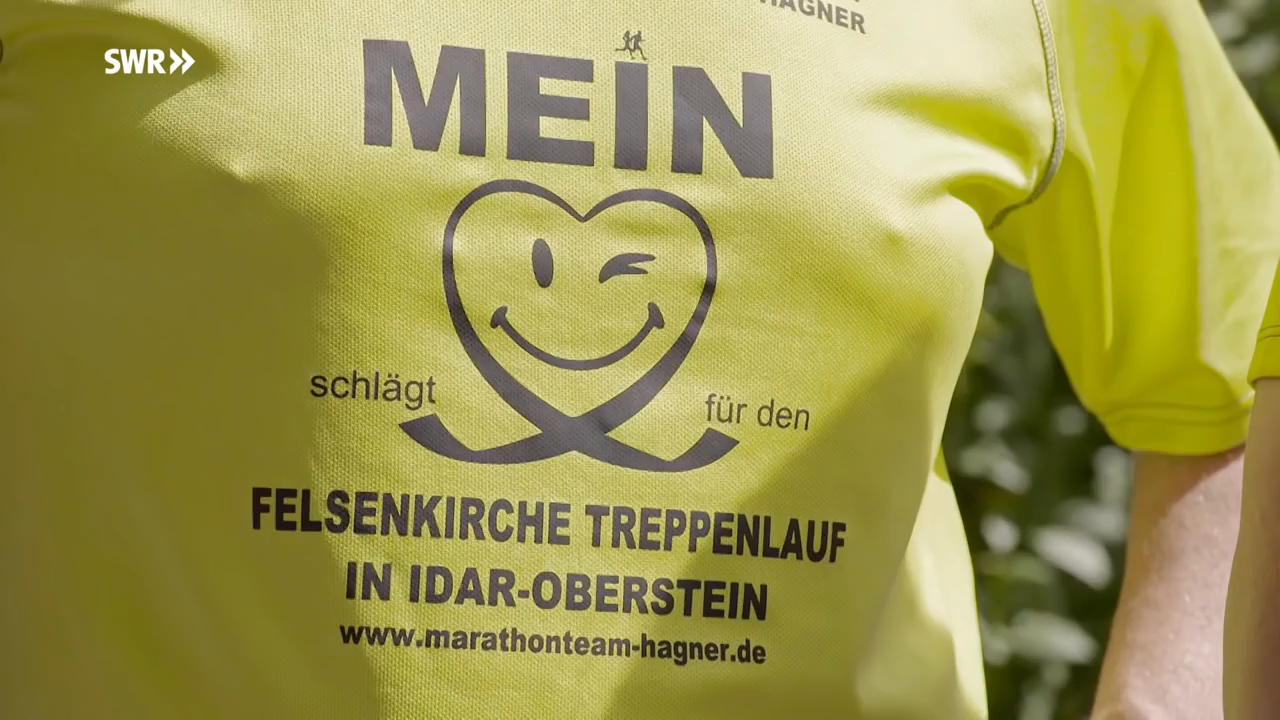 HAGNER
SWR
MEIN
schlägt
für den
FELSENKIRCHE TREPPENLAUF
IN IDAR-OBERSTEIN
www.marathonteam-hagner.de